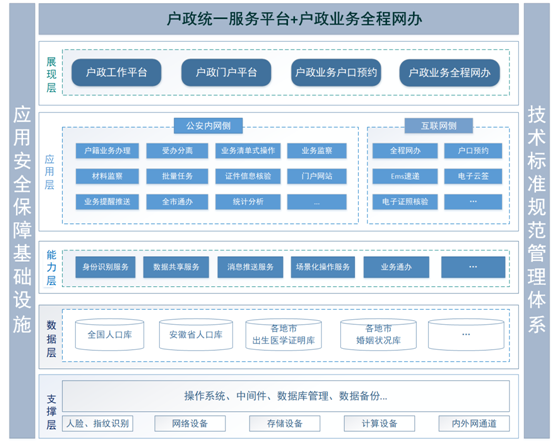 户政统一服务平台+户政业务全程网办
应用安全保障基础设施
技术标准规范管理体系
展现层
户政工作平台
户政门户平台
户政业务户口预约
户政业务全程网办
应用层
公安内网侧
户籍业务办理
受办分离
业务清单式操作
业务监察
材料监察
批量任务
证件信息核验
门户网站
业务提醒推送
全市通办
统计分析
...
互联网侧
全程网办
户口预约
Ems速递
电子云签
电子证照核验
...
能力层
身份识别服务
数据共享服务
消息推送服务
场景化操作服务
业务通办
...
数据层
全国人口库
安徽省人口库
各地市
出生医学证明库
各地市
婚姻状况库
...
支撑层
操作系统、中间件、数据库管理、数据备份...
人脸、指纹识别
网络设备
存储设备
计算设备
内外网通道